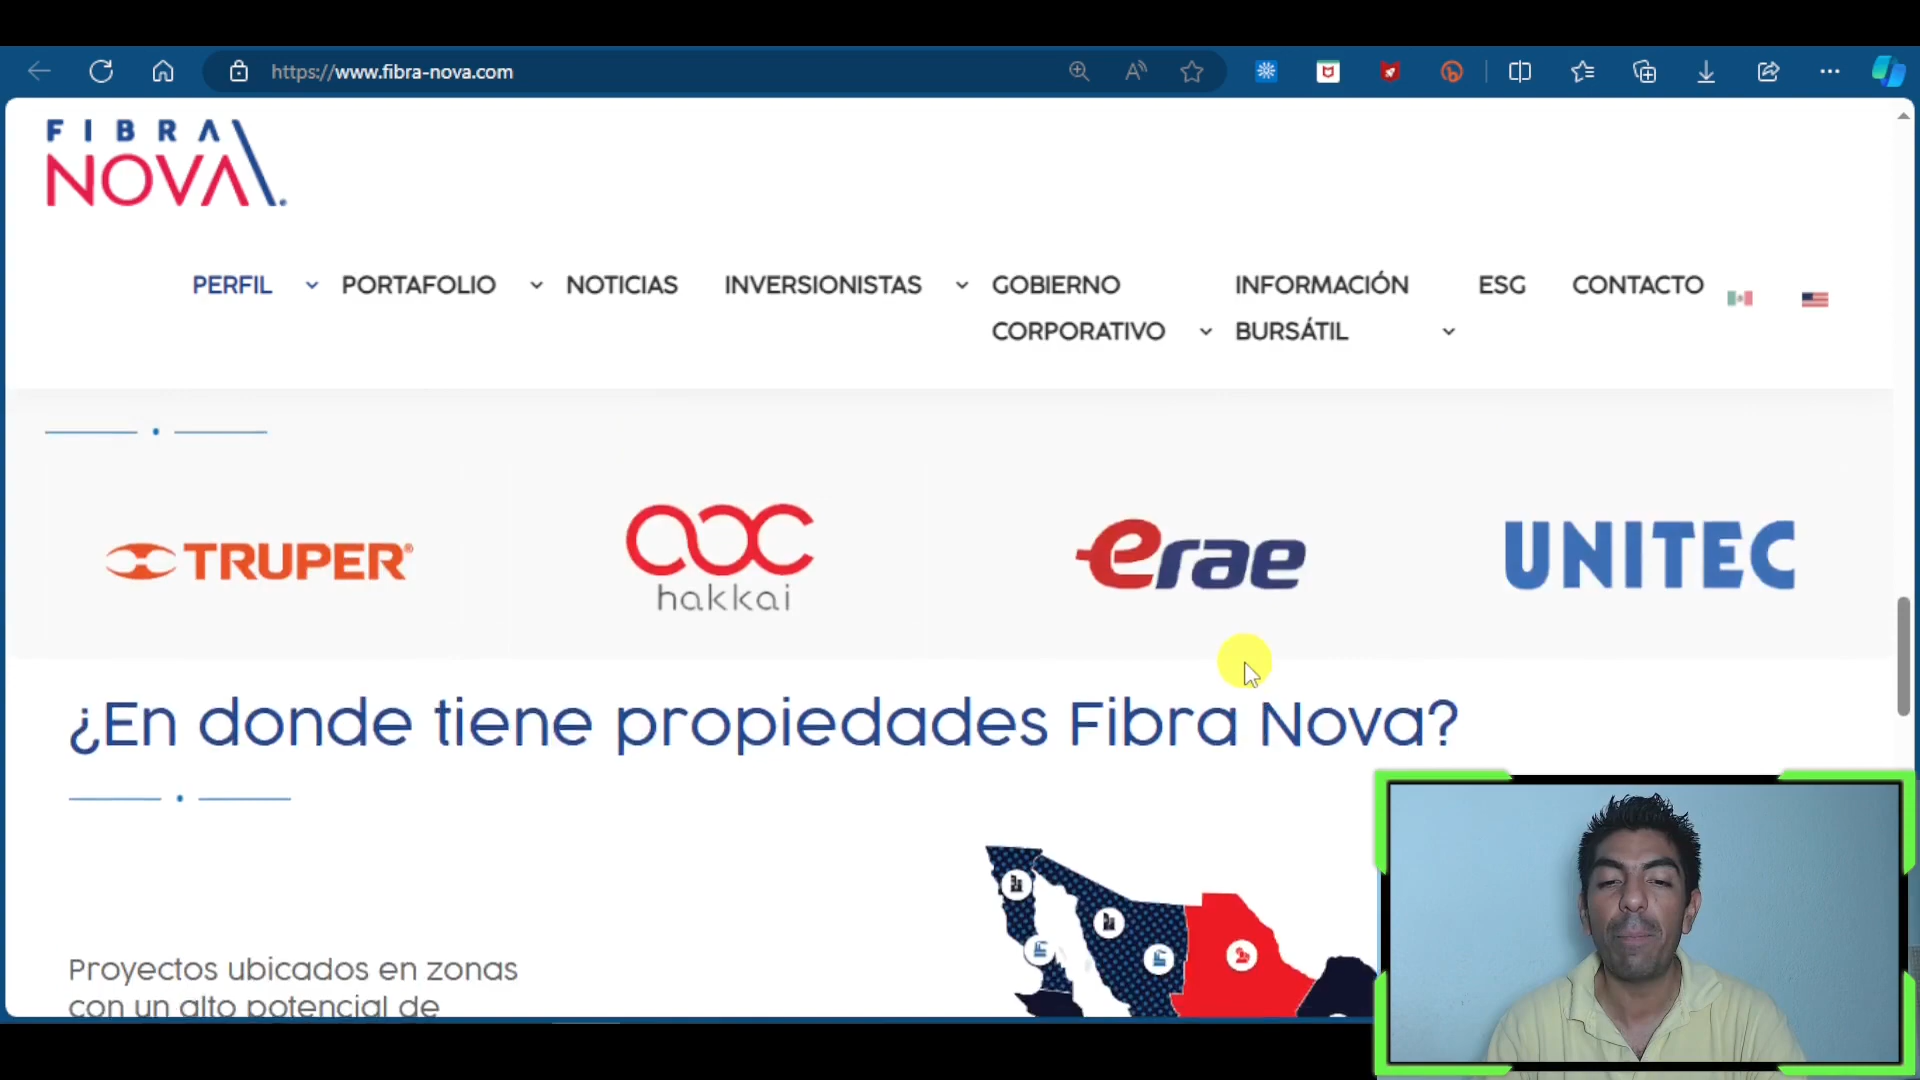 https://www.fibra-nova.com
FIBRA
NOVA
PERFIL
PORTAFOLIO
NOTICIAS
INVERSIONISTAS
GOBIERNO
CORPORATIVO
INFORMACIÓN
BURSÁTIL
ESG
CONTACTO
TRUPER®
hakkai
erae
UNITEC
¿En donde tiene propiedades Fibra Nova?
Proyectos ubicados en zonas
con un alto potencial de